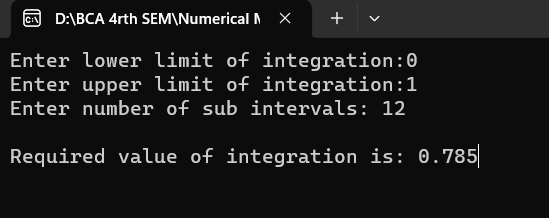 D:\BCA 4rth SEM\Numerical M
Enter lower limit of integration:0
Enter upper limit of integration:1
Enter number of sub intervals: 12
Required value of integration is: 0.785